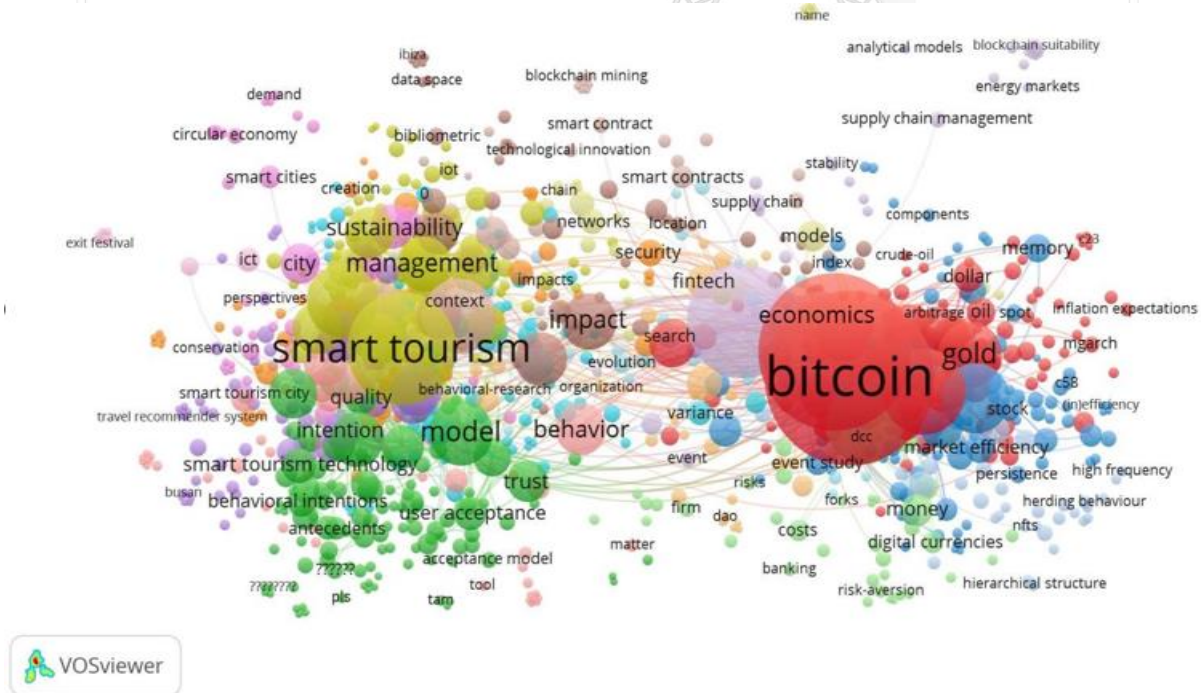 name
ibiza
analytical models
blockchain suitability
data space
blockchain mining
energy markets
demand
supply chain management
circular economy
bibliometric
smart contract
technological innovation
stability
iot
smart cities
smart contracts
creation
0
chain
supply chain
components
sustainability
networks
location
exit festival
models
memory
c23
security
crude-oil
ict
city
management
index
dollar
impacts
fintech
perspectives
context
inflation expectations
economics
arbitrage
oil
spot
impact
search
mgarch
conservation
smart tourism
gold
evolution
bitcoin
c58
smart tourism city
quality
behavioral-research
organization
(in)efficiency
stock
travel recommender system
variance
intention
model
behavior
dcc
market efficiency
event
event study
smart tourism technology
persistence
high frequency
trust
risks
busan
behavioral intentions
forks
herding behaviour
user acceptance
firm
dao
money
antecedents
nfts
costs
matter
digital currencies
acceptance model
??????
banking
????????
tool
hierarchical structure
pls
tam
risk-aversion
VOSviewer